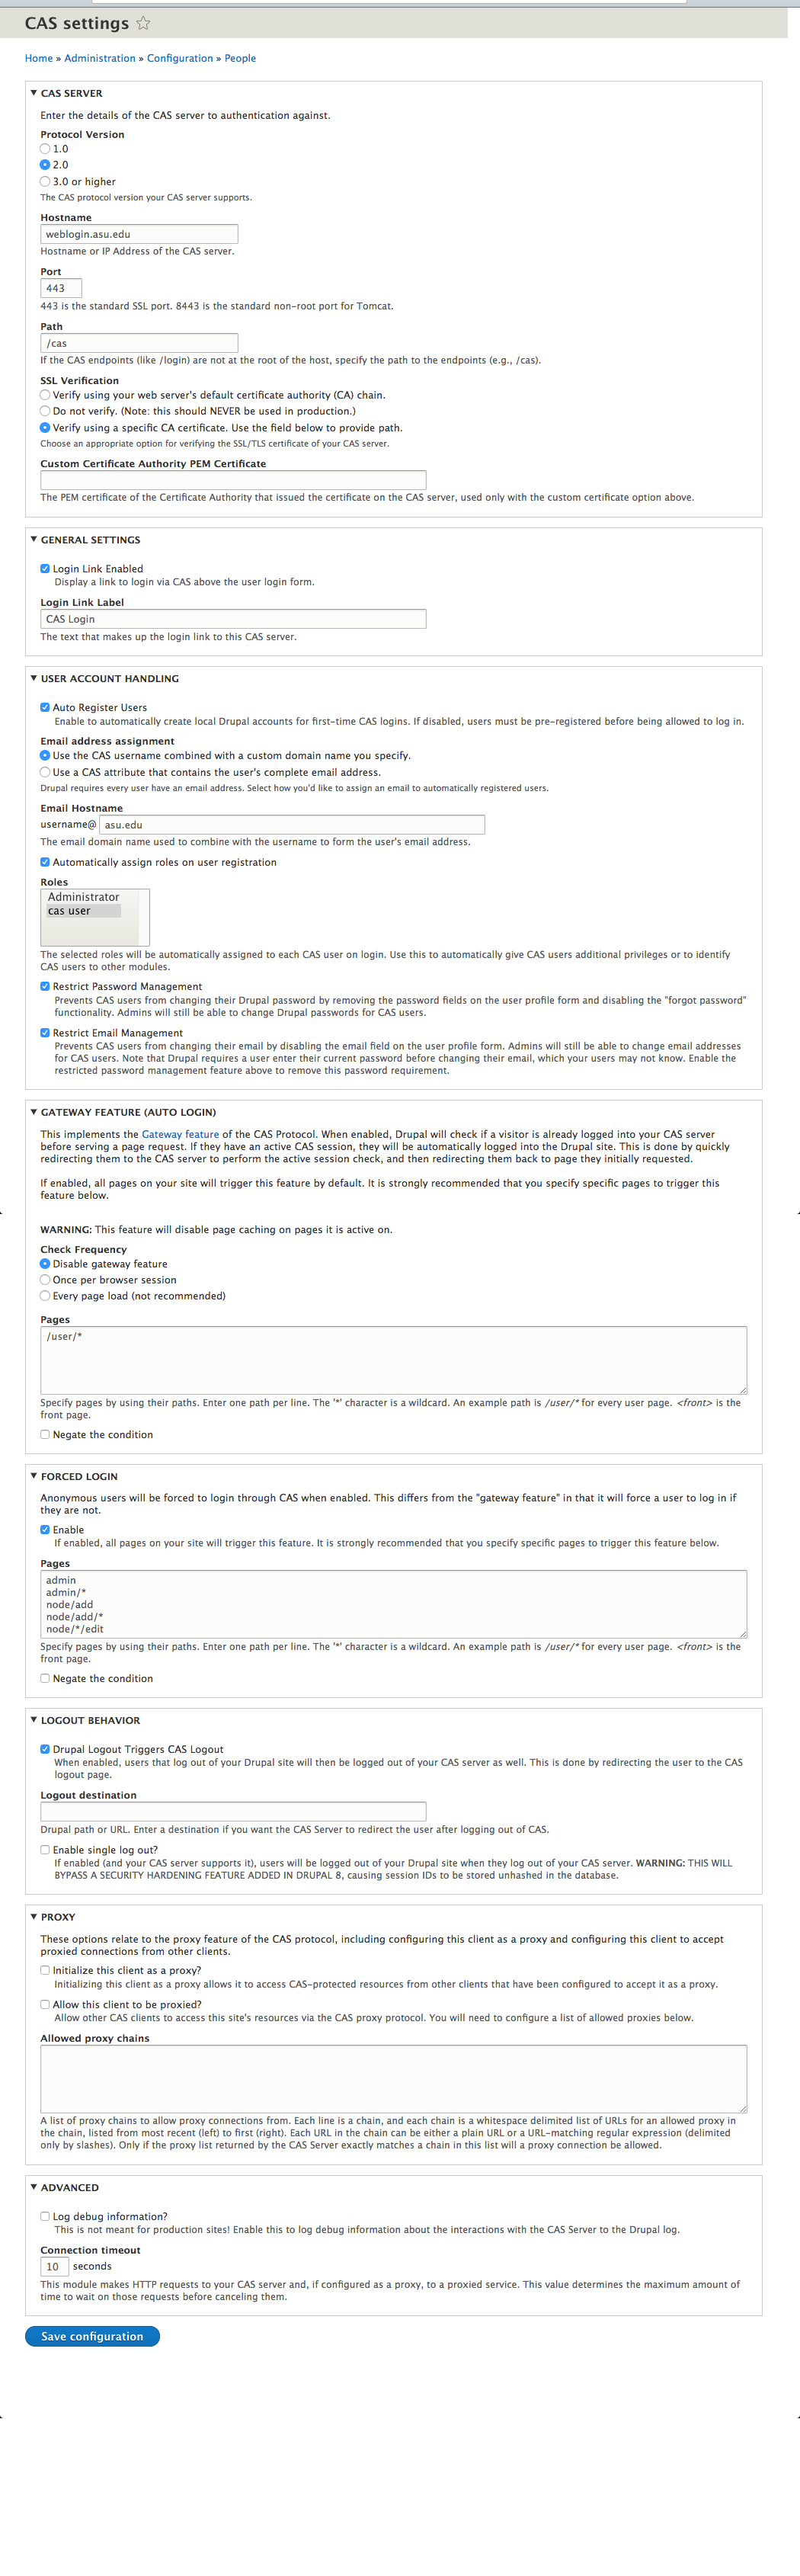 CAS settings
Home » Administration » Configuration » People
CAS SERVER
Enter the details of the CAS server to authentication against.
Protocol Version
1.0
2.0
3.0 or higher
The CAS protocol version your CAS server supports.
Hostname
weblogin.asu.edu
Hostname or IP Address of the CAS server.
Port
443
443 is the standard SSL port. 8443 is the standard non-root port for Tomcat.
Path
/cas
If the CAS endpoints (like /login) are not at the root of the host, specify the path to the endpoints (e.g., /cas).
SSL Verification
Verify using your web server's default certificate authority (CA) chain.
Do not verify. (Note: this should NEVER be used in production.)
Verify using a specific CA certificate. Use the field below to provide path.
Choose an appropriate option for verifying the SSL/TLS certificate of your CAS server.
Custom Certificate Authority PEM Certificate
The PEM certificate of the Certificate Authority that issued the certificate on the CAS server, used only with the custom certificate option above.
GENERAL SETTINGS
Login Link Enabled
Display a link to login via CAS above the user login form.
Login Link Label
CAS Login
The text that makes up the login link to this CAS server.
USER ACCOUNT HANDLING
Auto Register Users
Enable to automatically create local Drupal accounts for first-time CAS logins. If disabled, users must be pre-registered before being allowed to log in.
Email address assignment
Use the CAS username combined with a custom domain name you specify.
Use a CAS attribute that contains the user's complete email address.
Drupal requires every user have an email address. Select how you'd like to assign an email to automatically registered users.
Email Hostname
username@ asu.edu
The email domain name used to combine with the username to form the user's email address.
Automatically assign roles on user registration
Roles
Administrator
cas user
The selected roles will be automatically assigned to each CAS user on login. Use this to automatically give CAS users additional privileges or to identify
CAS users to other modules.
Restrict Password Management
Prevents CAS users from changing their Drupal password by removing the password fields on the user profile form and disabling the "forgot password"
functionality. Admins will still be able to change Drupal passwords for CAS users.
Restrict Email Management
Prevents CAS users from changing their email by disabling the email field on the user profile form. Admins will still be able to change email addresses
for CAS users. Note that Drupal requires a user enter their current password before changing their email, which your users may not know. Enable the
restricted password management feature above to remove this password requirement.
GATEWAY FEATURE (AUTO LOGIN)
This implements the Gateway feature of the CAS Protocol. When enabled, Drupal will check if a visitor is already logged into your CAS server
before serving a page request. If they have an active CAS session, they will be automatically logged into the Drupal site. This is done by quickly
redirecting them to the CAS server to perform the active session check, and then redirecting them back to page they initially requested.
If enabled, all pages on your site will trigger this feature by default. It is strongly recommended that you specify specific pages to trigger this
feature below.
WARNING: This feature will disable page caching on pages it is active on.
Check Frequency
Disable gateway feature
Once per browser session
Every page load (not recommended)
Pages
/user/*
Specify pages by using their paths. Enter one path per line. The '*' character is a wildcard. An example path is /user/* for every user page. <front> is the
front page.
Negate the condition
FORCED LOGIN
Anonymous users will be forced to login through CAS when enabled. This differs from the "gateway feature" in that it will force a user to log in if
they are not.
Enable
If enabled, all pages on your site will trigger this feature. It is strongly recommended that you specify specific pages to trigger this feature below.
Pages
admin
admin/*
node/add
node/add/*
node/*/edit
Specify pages by using their paths. Enter one path per line. The '*' character is a wildcard. An example path is /user/* for every user page. <front> is the
front page.
Negate the condition
LOGOUT BEHAVIOR
Drupal Logout Triggers CAS Logout
When enabled, users that log out of your Drupal site will then be logged out of your CAS server as well. This is done by redirecting the user to the CAS
logout page.
Logout destination
Drupal path or URL. Enter a destination if you want the CAS Server to redirect the user after logging out of CAS.
Enable single log out?
If enabled (and your CAS server supports it), users will be logged out of your Drupal site when they log out of your CAS server. WARNING: THIS WILL
BYPASS A SECURITY HARDENING FEATURE ADDED IN DRUPAL 8, causing session IDs to be stored unhashed in the database.
PROXY
These options relate to the proxy feature of the CAS protocol, including configuring this client as a proxy and configuring this client to accept
proxied connections from other clients.
Initialize this client as a proxy?
Initializing this client as a proxy allows it to access CAS-protected resources from other clients that have been configured to accept it as a proxy.
Allow this client to be proxied?
Allow other CAS clients to access this site's resources via the CAS proxy protocol. You will need to configure a list of allowed proxies below.
Allowed proxy chains
A list of proxy chains to allow proxy connections from. Each line is a chain, and each chain is a whitespace delimited list of URLs for an allowed proxy in
the chain, listed from most recent (left) to first (right). Each URL in the chain can be either a plain URL or a URL-matching regular expression (delimited
only by slashes). Only if the proxy list returned by the CAS Server exactly matches a chain in this list will a proxy connection be allowed.
ADVANCED
Log debug information?
This is not meant for production sites! Enable this to log debug information about the interactions with the CAS Server to the Drupal log.
Connection timeout
10 seconds
This module makes HTTP requests to your CAS server and, if configured as a proxy, to a proxied service. This value determines the maximum amount of
time to wait on those requests before canceling them.
Save configuration